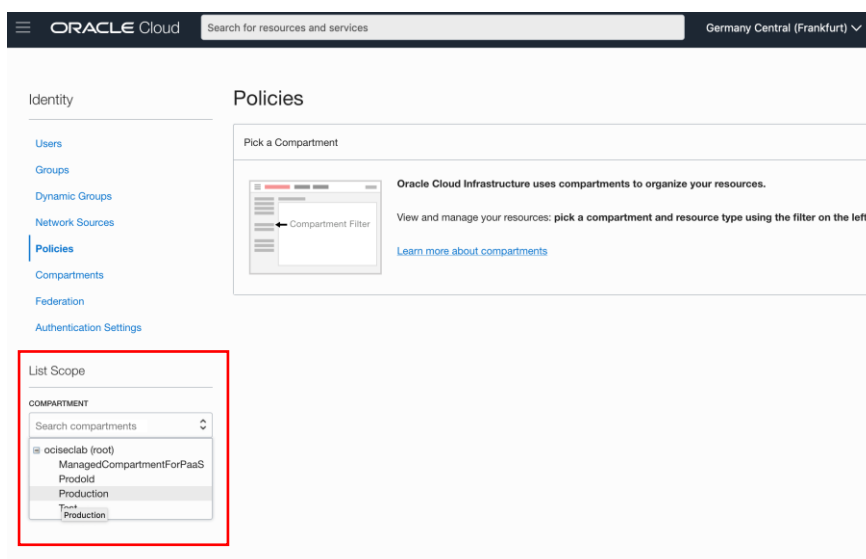 ORACLE Cloud
Search for resources and services
Germany Central (Frankfurt)
Identity
Users
Groups
Dynamic Groups
Network Sources
Policies
Compartments
Federation
Authentication Settings
List Scope
COMPARTMENT
Search compartments
ociseclab (root)
ManagedCompartmentForPaaS
Prodold
Production
Test
Production
Policies
Pick a Compartment
Compartment Filter
Oracle Cloud Infrastructure uses compartments to organize your resources.
View and manage your resources: pick a compartment and resource type using the filter on the left
Learn more about compartments